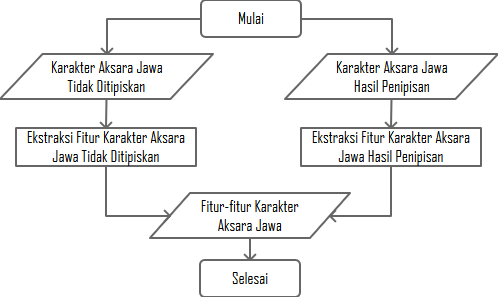 Mulai
Karakter Aksara Jawa
Tidak Ditipiskan
Karakter Aksara Jawa
Hasil Penipisan
Ekstraksi Fitur Karakter Aksara
Jawa Tidak Ditipiskan
Ekstraksi Fitur Karakter Aksara
Jawa Hasil Penipisan
Fitur-fitur Karakter
Aksara Jawa
Selesai